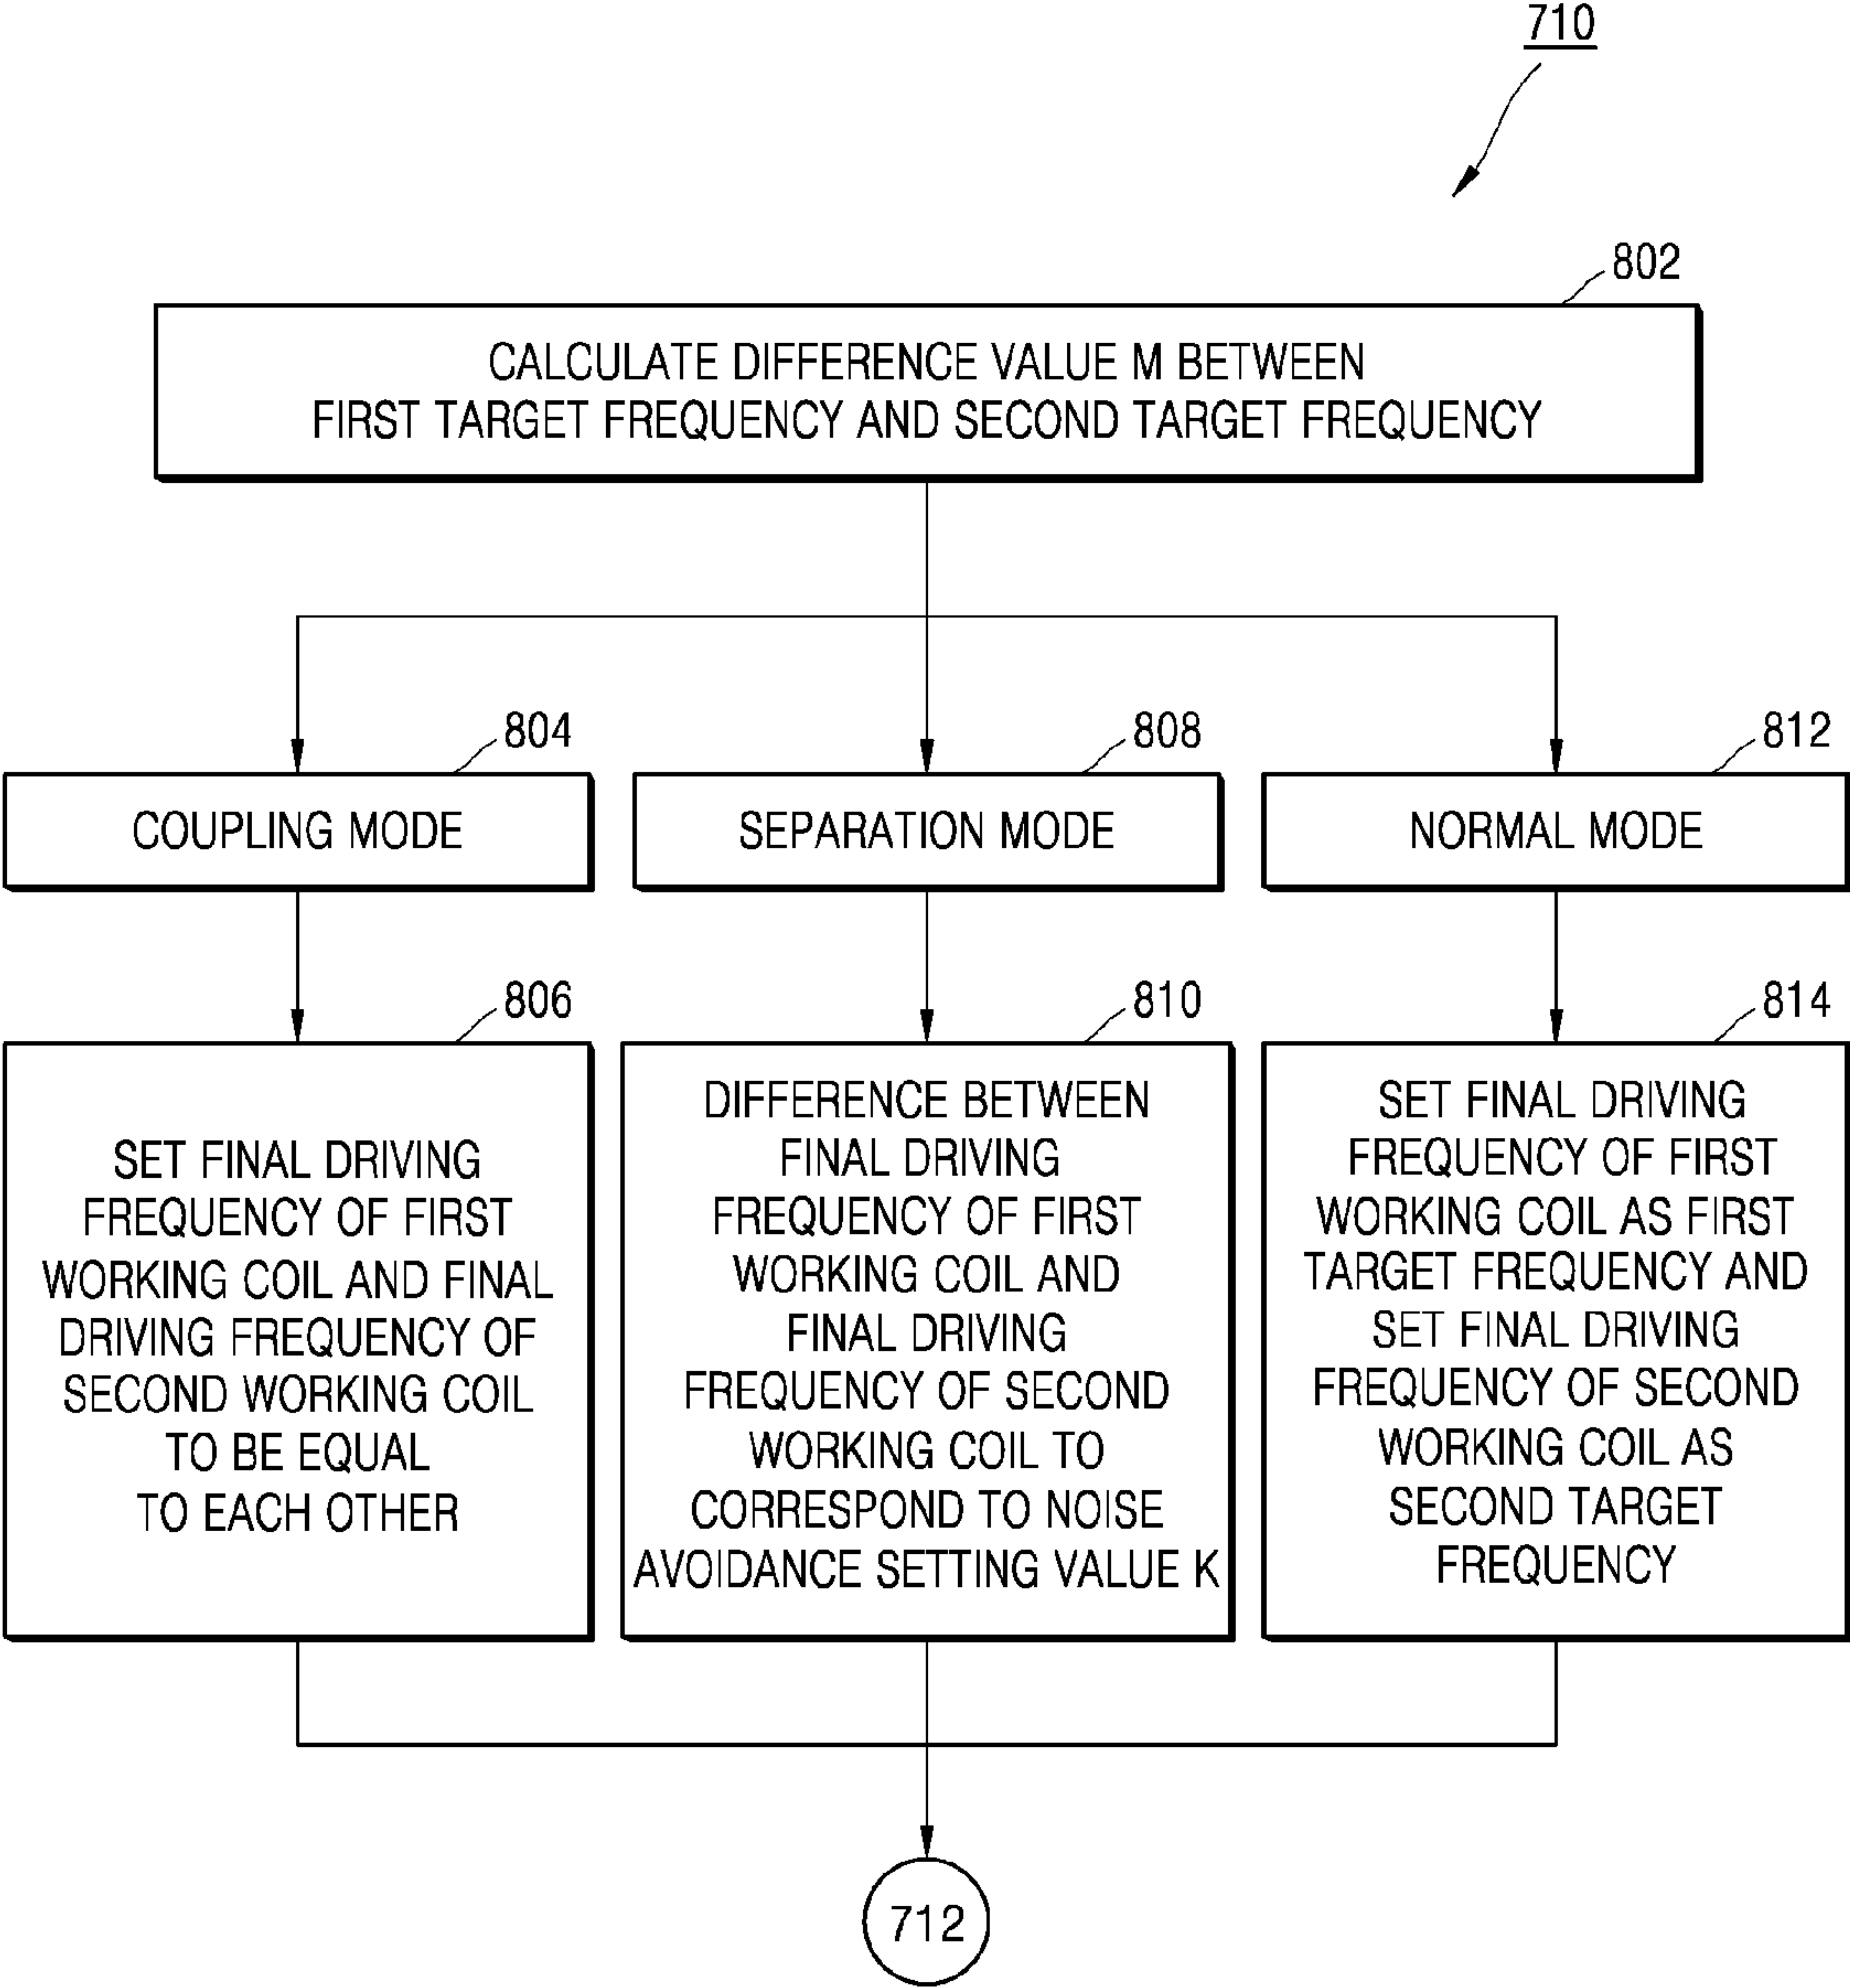 710
802
CALCULATE DIFFERENCE VALUE M BETWEEN
FIRST TARGET FREQUENCY AND SECOND TARGET FREQUENCY
804
COUPLING MODE
808
SEPARATION MODE
812
NORMAL MODE
806
SET FINAL DRIVING
FREQUENCY OF FIRST
WORKING COIL AND FINAL
DRIVING FREQUENCY OF
SECOND WORKING COIL
TO BE EQUAL
TO EACH OTHER
810
DIFFERENCE BETWEEN
FINAL DRIVING
FREQUENCY OF FIRST
WORKING COIL AND
FINAL DRIVING
FREQUENCY OF SECOND
WORKING COIL TO
CORRESPOND TO NOISE
AVOIDANCE SETTING VALUE K
814
SET FINAL DRIVING
FREQUENCY OF FIRST
WORKING COIL AS FIRST
TARGET FREQUENCY AND
SET FINAL DRIVING
FREQUENCY OF SECOND
WORKING COIL AS
SECOND TARGET
FREQUENCY
712